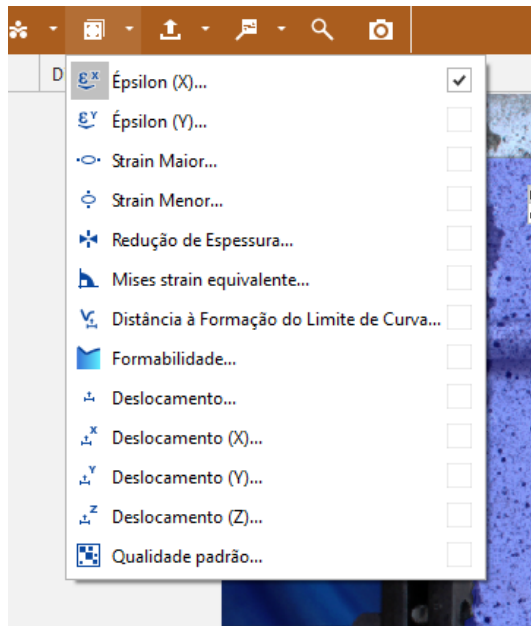 D
Épsilon (X)...
Épsilon (Y)...
Strain Maior...
Strain Menor...
Redução de Espessura...
Mises strain equivalente...
Distância à Formação do Limite de Curva...
Formabilidade...
Deslocamento...
Deslocamento (X)...
Deslocamento (Y)...
Deslocamento (Z)...
Qualidade padrão...